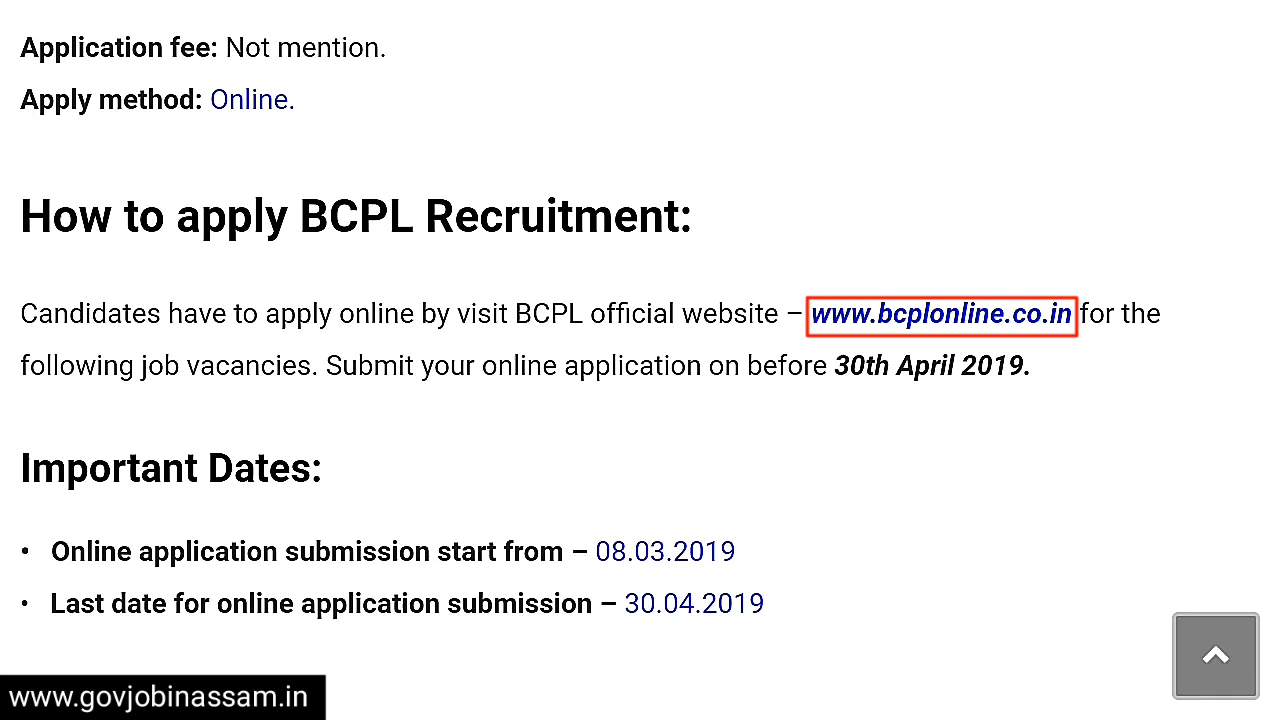 Application fee: Not mention.
Apply method: Online.
How to apply BCPL Recruitment:
Candidates have to apply online by visit BCPL official website – www.bcplonline.co.in for the
following job vacancies. Submit your online application on before 30th April 2019.
Important Dates:
• Online application submission start from – 08.03.2019
• Last date for online application submission – 30.04.2019
www.govjobinassam.in